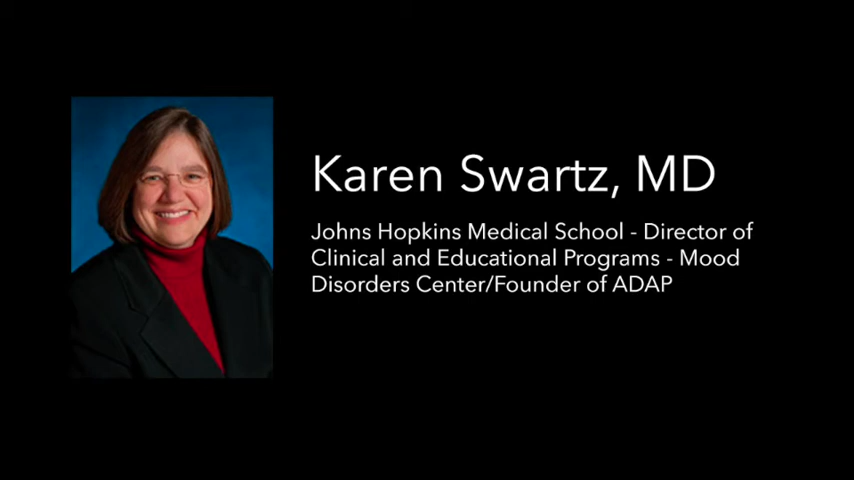 Karen Swartz, MD
Johns Hopkins Medical School - Director of
Clinical and Educational Programs - Mood
Disorders Center/Founder of ADAP